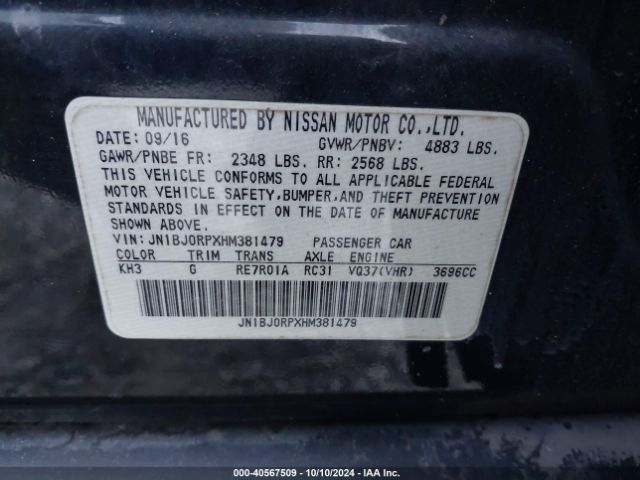 MANUFACTURED BY NISSAN MOTOR CO.,LTD.
DATE: 09/16 GVWR/PNBV: 4883 LBS.
GAWR/PNBE FR: 2348 LBS. RR: 2568 LBS.
THIS VEHICLE CONFORMS TO ALL APPLICABLE FEDERAL
MOTOR VEHICLE SAFETY,BUMPER,AND THEFT PREVENTION
STANDARDS IN EFFECT ON THE DATE OF MANUFACTURE
SHOWN ABOVE.
VIN: JN1BJ0RPXHM381479 PASSENGER CAR
COLOR TRIM TRANS AXLE ENGINE
KH3 G RE7R01A RC31 VQ37(VHR) 3696CC
JN1BJ0RPXHM381479
000-40567509 • 10/10/2024 • IAA Inc.